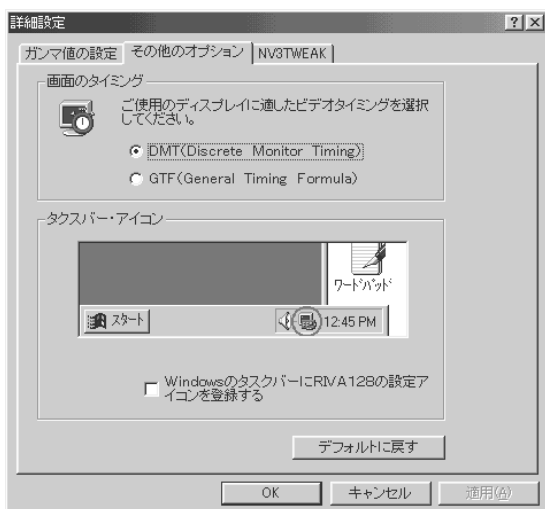 詳細設定
ガンマ値の設定 その他のオプション NV3TWEAK
画面のタイミング
ご使用のディスプレイに適したビデオタイミングを選択
してください。
DMT(Discrete Monitor Timing)
GTF(General Timing Formula)
タクスバー・アイコン
ワードパッド
スタート 12:45 PM
WindowsのタスクバーにRIVA128の設定ア
イコンを登録する
デフォルトに戻す
OK キャンセル 適用(A)